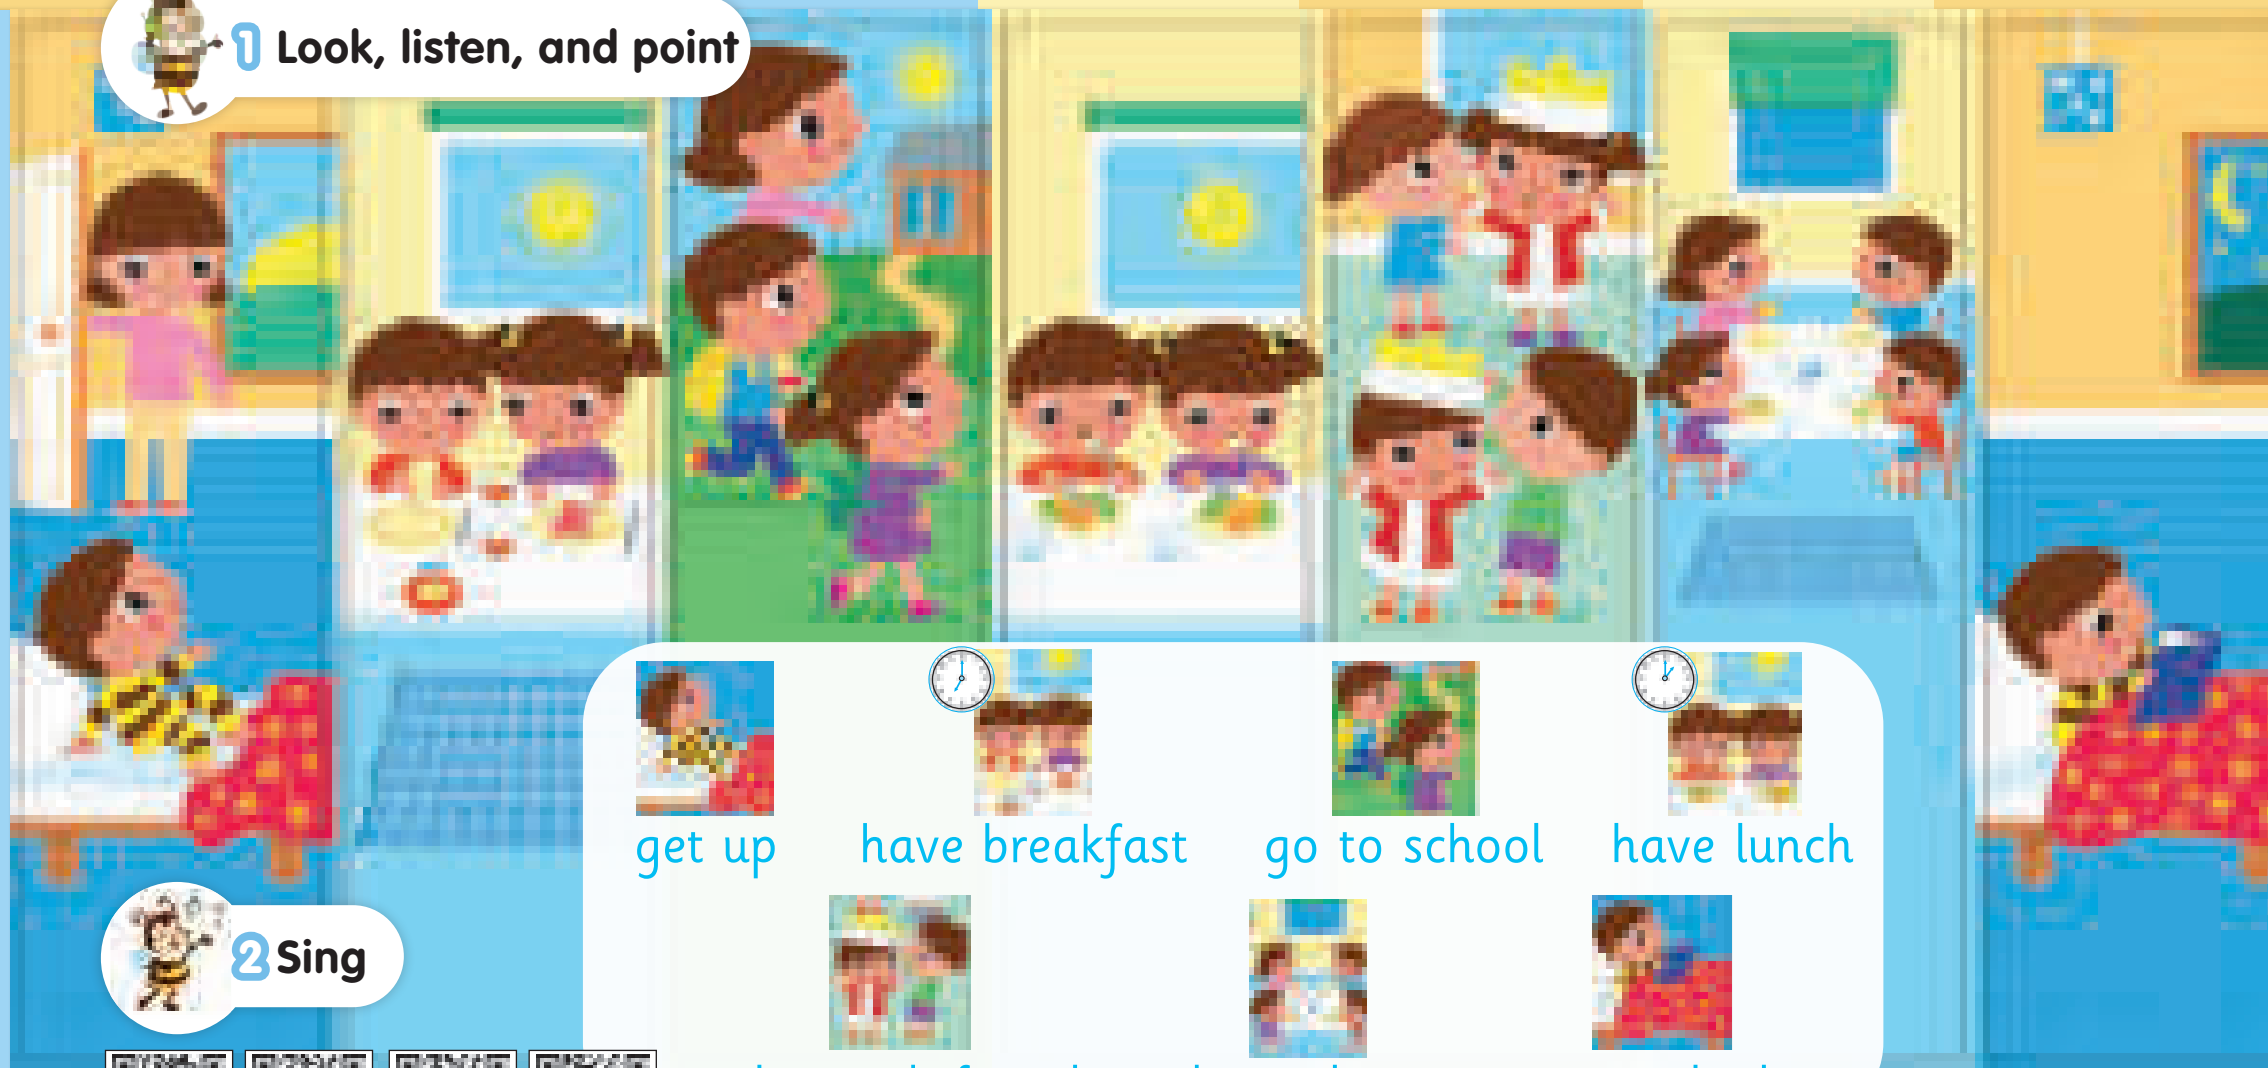 1 Look, listen, and point
get up have breakfast go to school have lunch
2 Sing